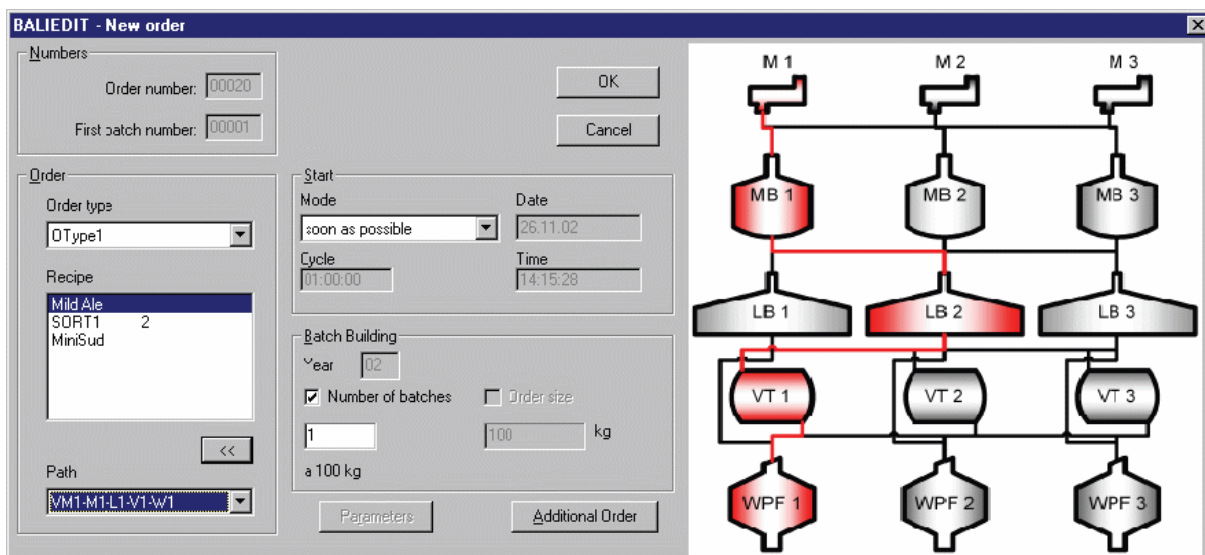 BALIEDIT - New order
Numbers
Order number: 00020
First batch number: 00001
OK
Cancel
Order
Order type
OType1
Recipe
Mild Ale
SORT1 2
MiniSud
<<
Path
VM1-M1-L1-V1-W1
Start
Mode
soon as possible
Date
26.11.02
Cycle
01:00:00
Time
14:15:28
Batch Building
Year 02
Number of batches
Order size
1
100 kg
a 100 kg
Parameters
Additional Order
M 1 M 2 M 3
MB 1 MB 2 MB 3
LB 1 LB 2 LB 3
VT 1 VT 2 VT 3
WPF 1 WPF 2 WPF 3